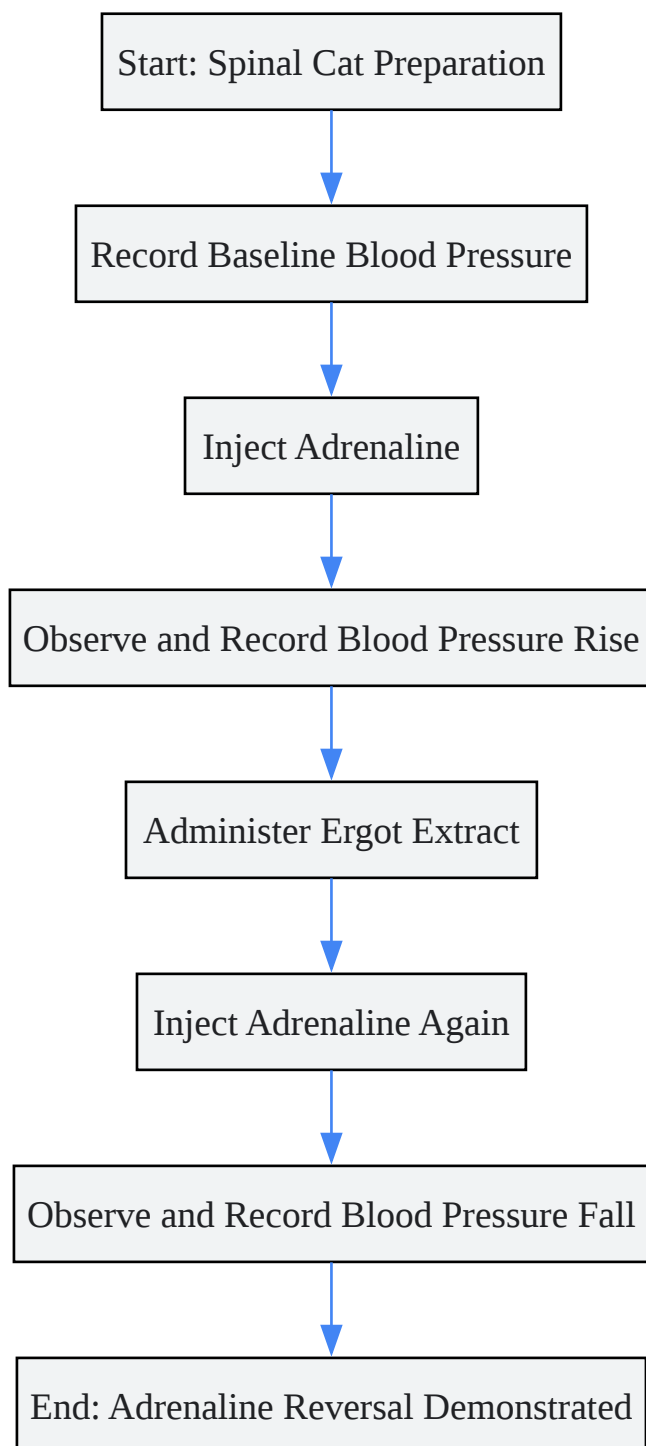 Start: Spinal Cat Preparation
Record Baseline Blood Pressure
Inject Adrenaline
Observe and Record Blood Pressure Rise
Administer Ergot Extract
Inject Adrenaline Again
Observe and Record Blood Pressure Fall
End: Adrenaline Reversal Demonstrated